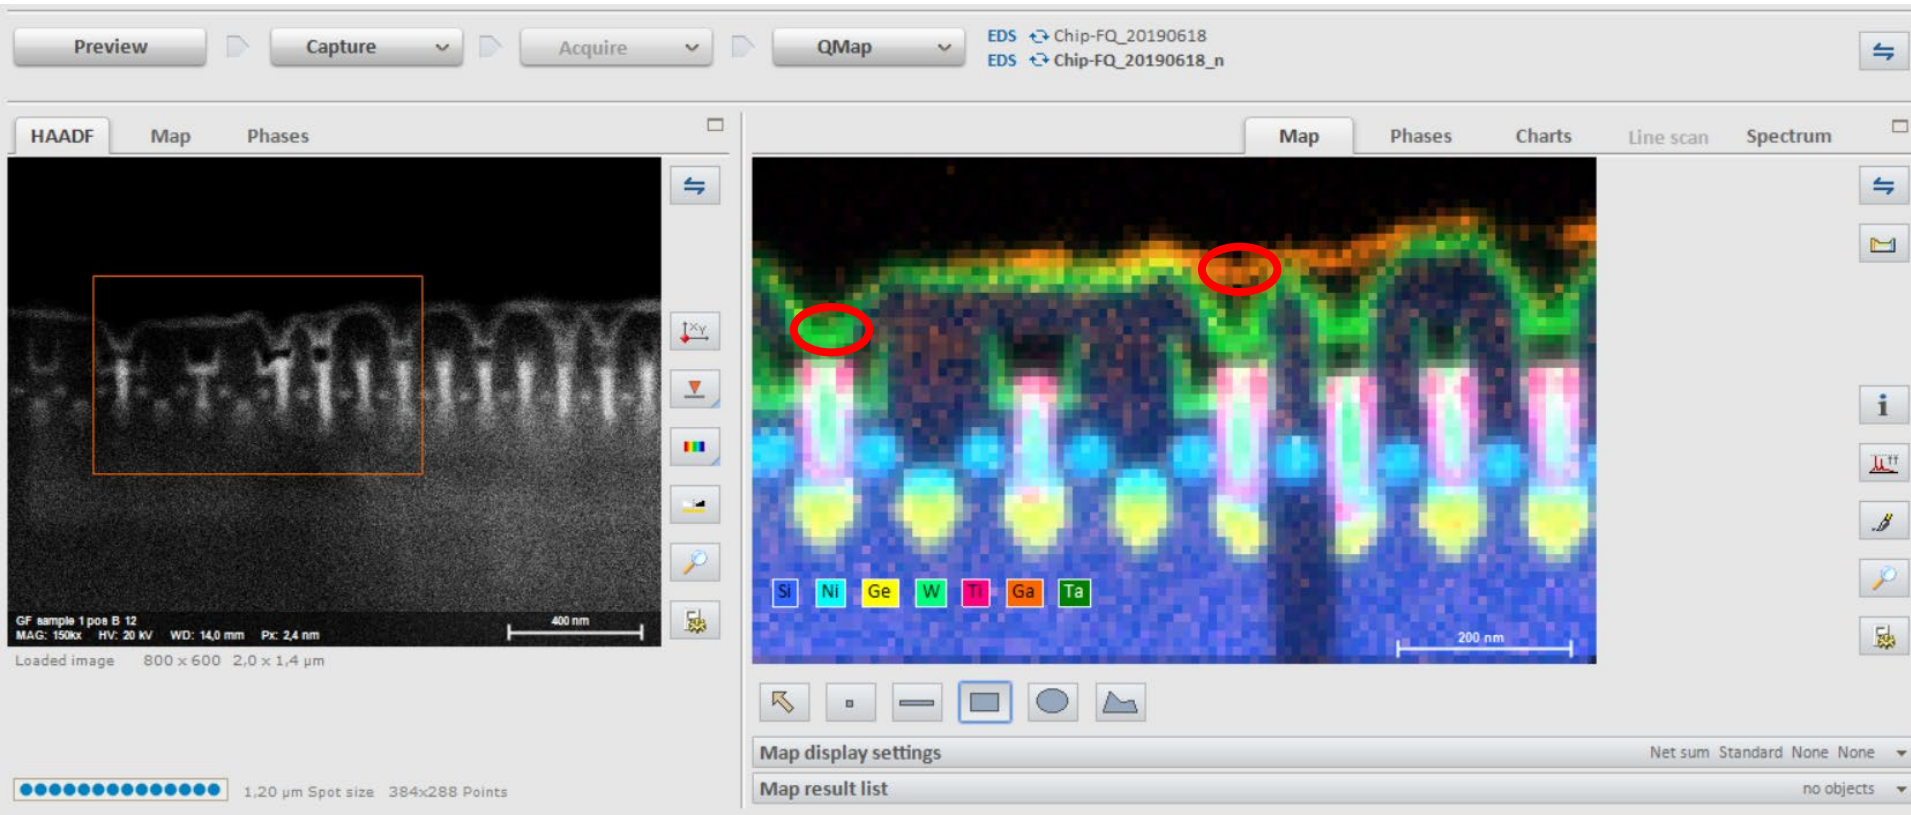 Preview
Capture
Acquire
QMap
EDS Chip-FQ_20190618
EDS Chip-FQ_20190618_n
HAADF Map Phases
Map Phases Charts Line scan Spectrum
GF sample 1 pos B 12
MAG: 150kx HV: 20 kV WD: 14,0 mm Px: 2,4 nm
400 nm
Loaded image 800 x 600 2,0 x 1,4 µm
1,20 µm Spot size 384x288 Points
Si Ni Ge W Ti Ga Ta
200 nm
Map display settings
Net sum Standard None None
Map result list
no objects